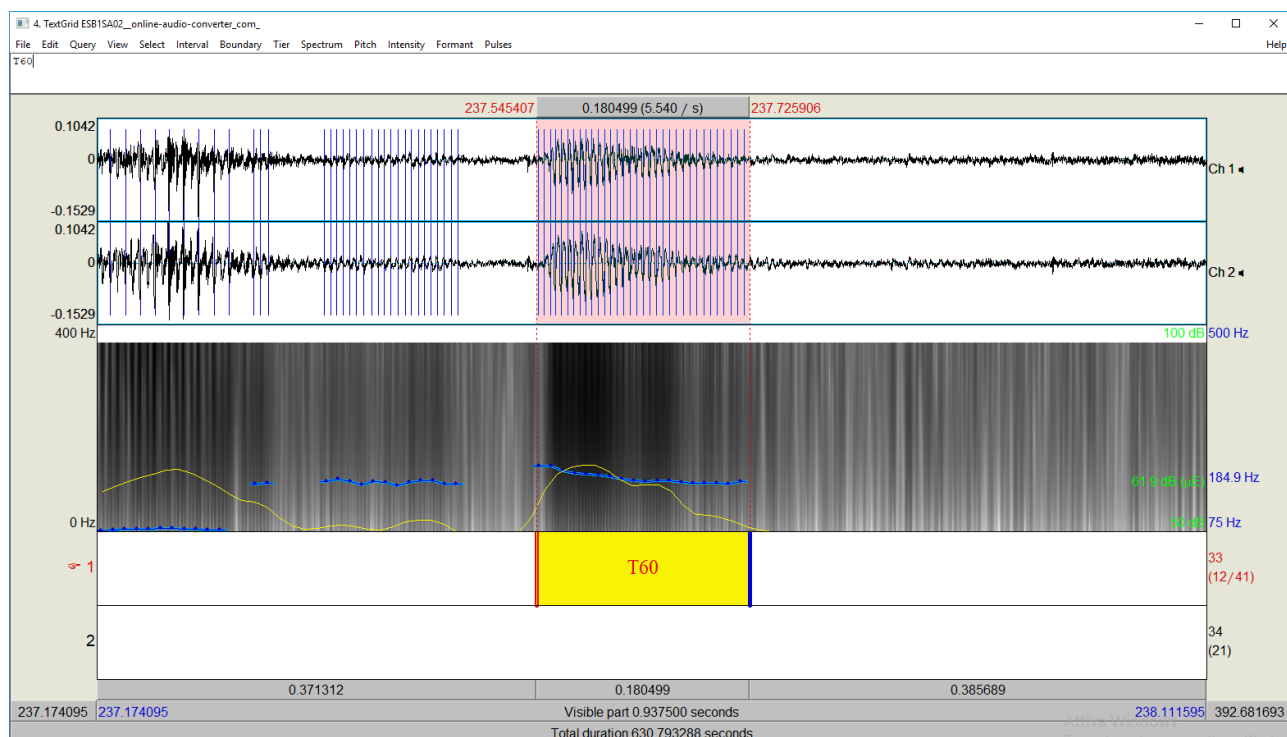 4. TextGrid ESB1SA02__online-audio-converter_com_
File Edit Query View Select Interval Boundary Tier Spectrum Pitch Intensity Formant Pulses Help
T60
237.545407 0.180499 (5.540 / s) 237.725906
0.1042
0
Ch 1
-0.1529
0.1042
0
Ch 2
-0.1529
400 Hz 100 dB 500 Hz
61.9 dB (µE) 184.9 Hz
0 Hz 50 dB 75 Hz
1 T60 33
(12/41)
2 34
(21)
0.371312 0.180499 0.385689
237.174095 237.174095 Visible part 0.937500 seconds 238.111595 392.681693
Attiva Windows
Total duration 630.793288 seconds